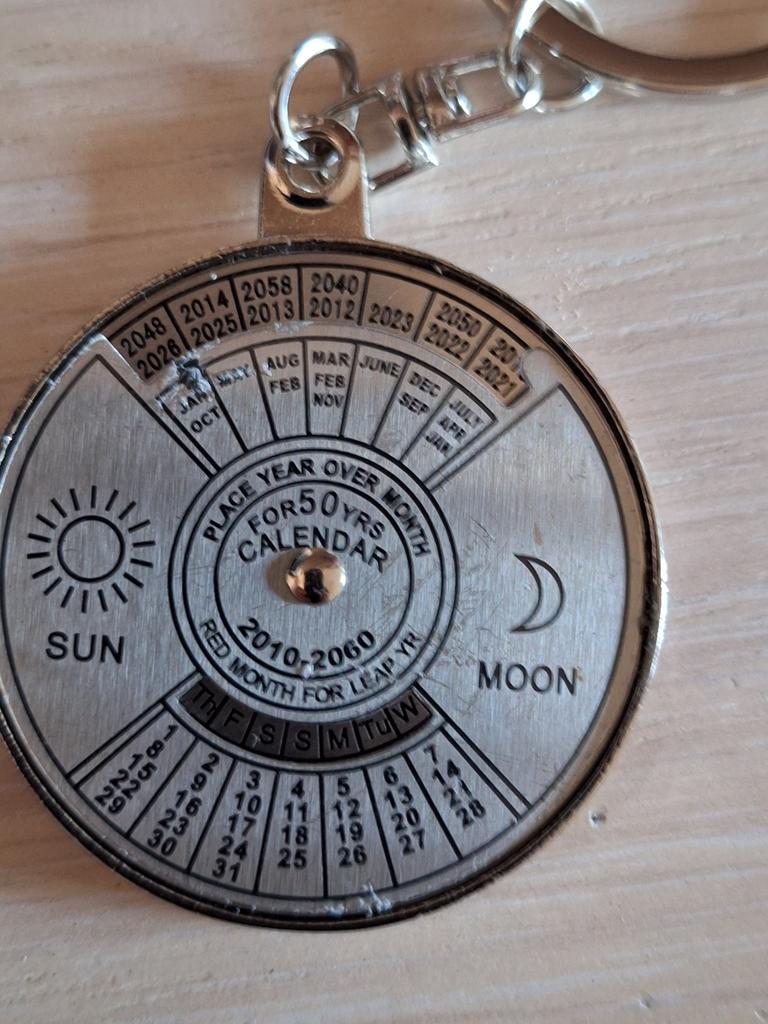 2048 2014 2058 2040 2050
2026 2025 2013 2012 2023 2022 2021
JAN MAY AUG MAR JUNE DEC JULY
OCT FEB FEB SEP APR
NOV JAN
PLACE YEAR OVER MONTH
FOR 50 YRS
CALENDAR
2010-2060
RED MONTH FOR LEAP YR
SUN
MOON
Th F S S M Tu W
1 2 3 4 5 6 7
8 9 10 11 12 13 14
15 16 17 18 19 20 21
22 23 24 25 26 27 28
29 30 31